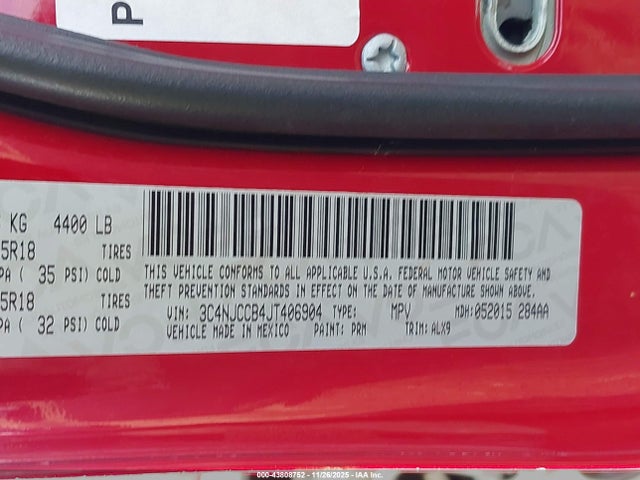 P
KG 4400 LB
5R18 TIRES
PA ( 35 PSI) COLD
5R18 TIRES
PA ( 32 PSI) COLD
THIS VEHICLE CONFORMS TO ALL APPLICABLE U.S.A. FEDERAL MOTOR VEHICLE SAFETY AND
THEFT PREVENTION STANDARDS IN EFFECT ON THE DATE OF MANUFACTURE SHOWN ABOVE.
VIN: 3C4NJCCB4JT406904 TYPE: MPV MDH: 052015 284AA
VEHICLE MADE IN MEXICO PAINT: PRM TRIM: ALX9
000-43808752 - 11/26/2025 - IAAI.COM